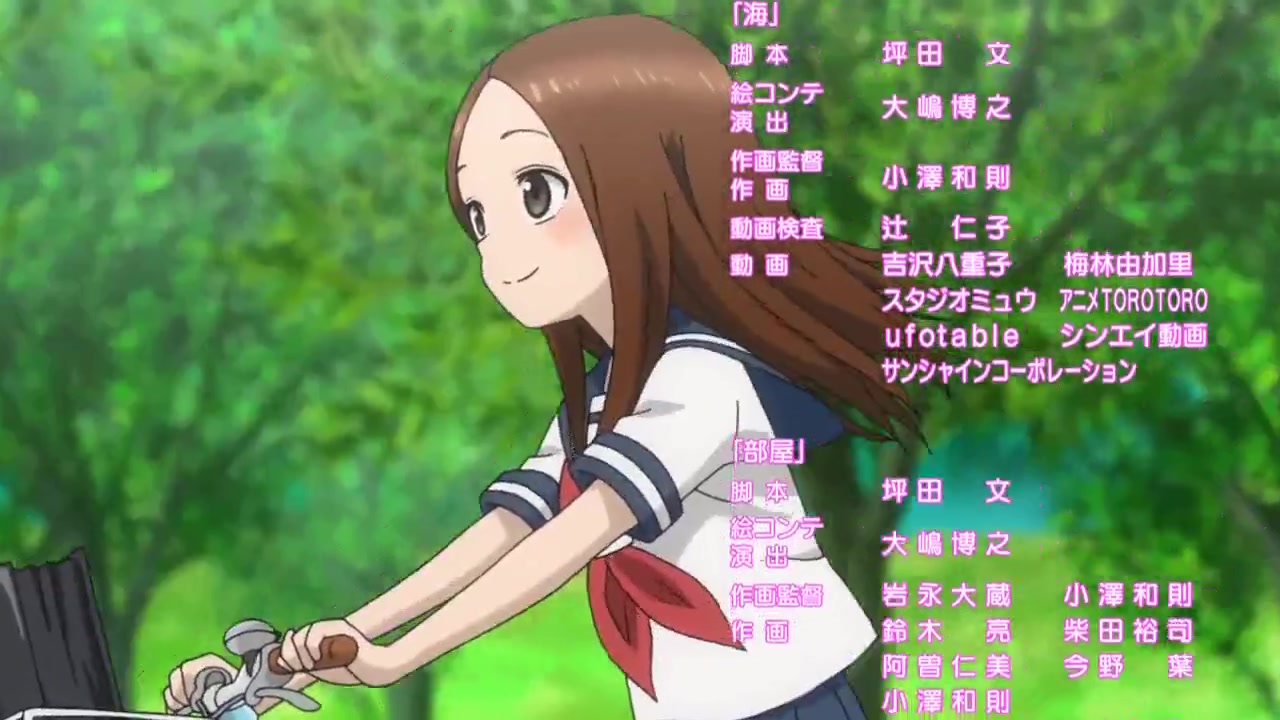 「海」
脚本 坪田 文
絵コンテ
演出 大嶋博之
作画監督
作画 小澤和則
動画検査 辻 仁子
動画 吉沢八重子 梅林由加里
スタジオミュウ アニメTOROTORO
ufotable シンエイ動画
サンシャインコーポレーション
「部屋」
脚本 坪田 文
絵コンテ
演出 大嶋博之
作画監督 岩永大蔵 小澤和則
作画 鈴木 亮 柴田裕司
阿曽仁美 今野 葉
小澤和則